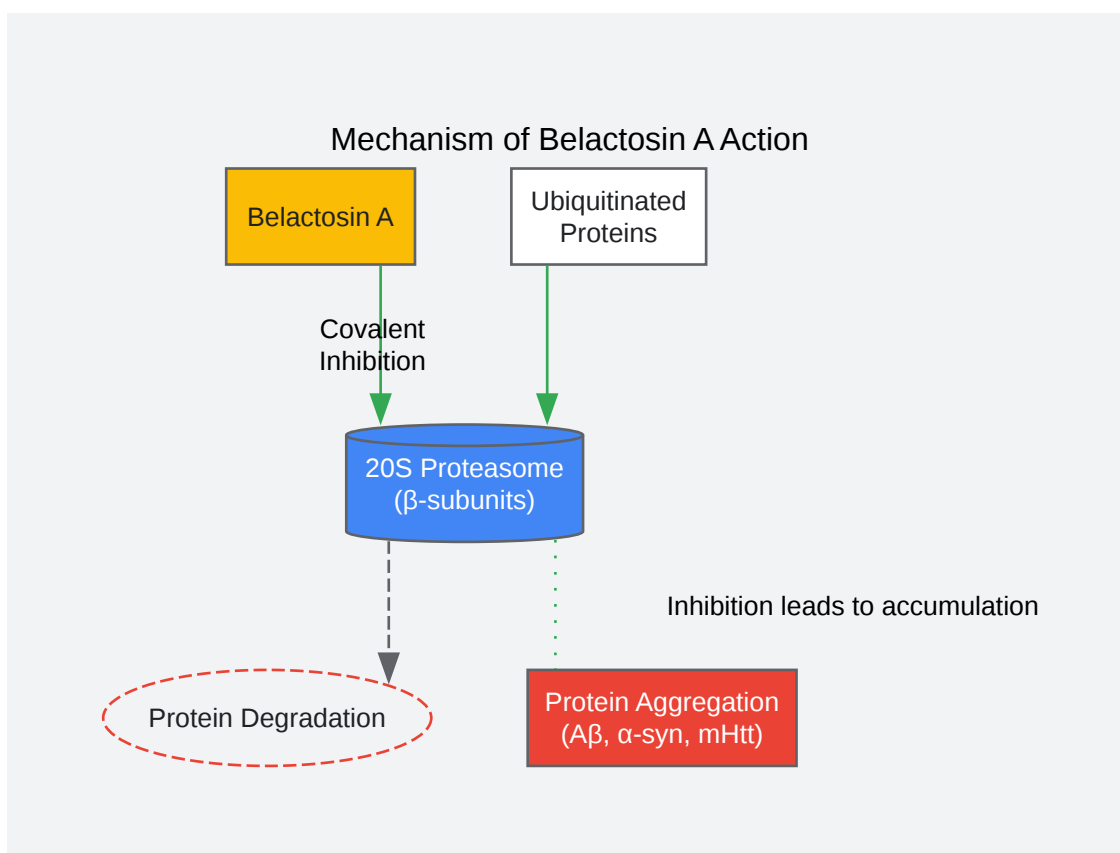 Mechanism of Belactosin A Action
Belactosin A
Ubiquitinated
Proteins
Covalent
Inhibition
20S Proteasome
(β-subunits)
Inhibition leads to accumulation
Protein Degradation
Protein Aggregation
(Aβ, α-syn, mHtt)